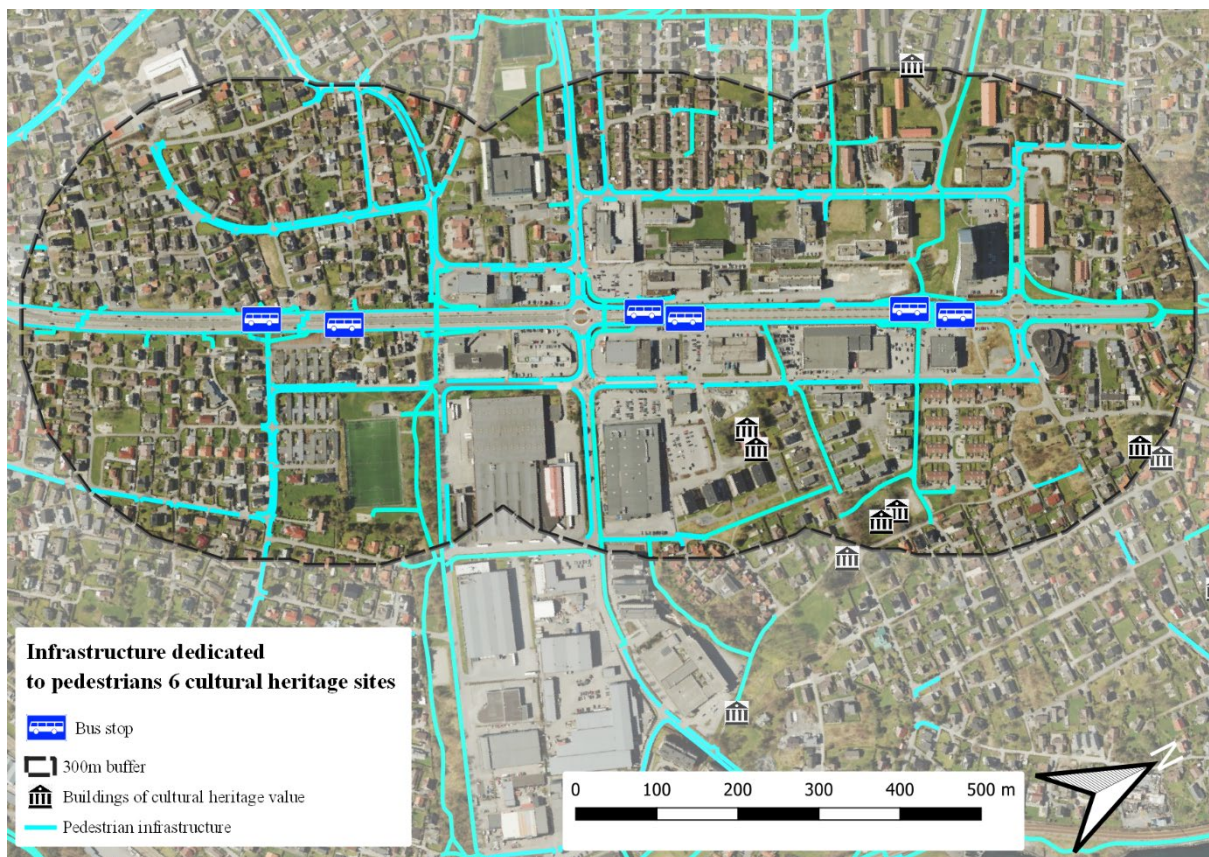 Infrastructure dedicated
to pedestrians 6 cultural heritage sites
Bus stop
300m buffer
Buildings of cultural heritage value
Pedestrian infrastructure
0 100 200 300 400 500 m
N